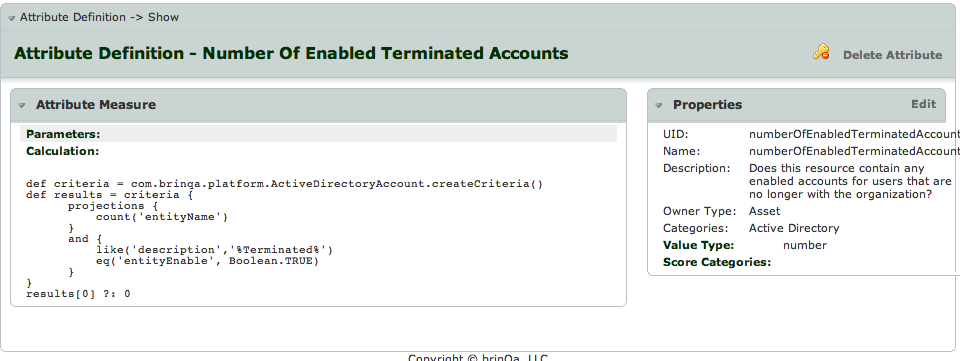 Attribute Definition -> Show
Attribute Definition - Number Of Enabled Terminated Accounts
Delete Attribute
Attribute Measure
Parameters:
Calculation:
def criteria = com.brinqa.platform.ActiveDirectoryAccount.createCriteria()
def results = criteria {
projections {
count('entityName')
}
and {
like('description','%Terminated%')
eq('entityEnable', Boolean.TRUE)
}
}
results[0] ?: 0
Properties
Edit
UID: numberOfEnabledTerminatedAccount
Name: numberOfEnabledTerminatedAccount
Description: Does this resource contain any
enabled accounts for users that are
no longer with the organization?
Owner Type: Asset
Categories: Active Directory
Value Type: number
Score Categories:
Copyright © brinQa, LLC